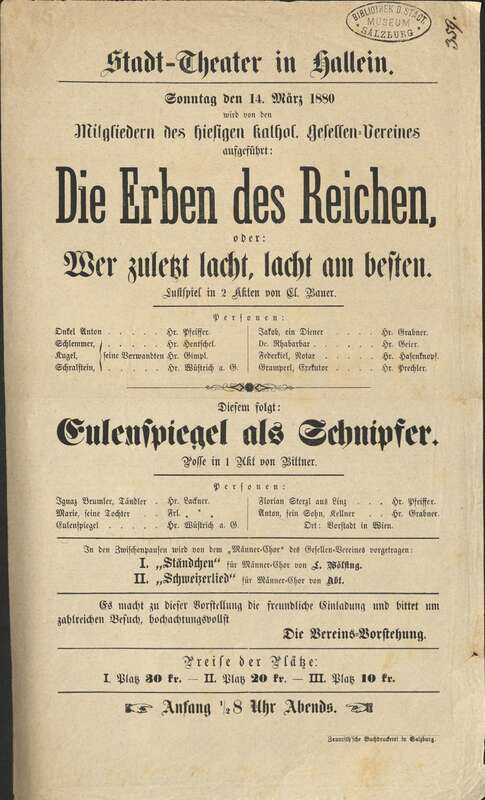 BIBLIOTHEK D. STÄDT.
MUSEUM
SALZBURG
359.
Stadt-Theater in Hallein.
Sonntag den 14. März 1880
wird von den
Mitgliedern des hiesigen kathol. Gesellen-Vereines
aufgeführt:
Die Erben des Reichen,
oder:
Wer zuletzt lacht, lacht am besten.
Lustspiel in 2 Akten von Cl. Bauer.
Personen:
Onkel Anton . . . . . Hr. Pfeiffer.
Schlemmer, Hr. Hentschel.
Kugel, seine Verwandten Hr. Gimpl.
Schralstein, Hr. Wüstrich a. G.
Jakob, ein Diener . . . . Hr. Grabner.
Dr. Rhabarbar . . . . . Hr. Geier.
Federkiel, Notar . . . . Hr. Hasenknopf.
Gramperl, Exekutor . . . . Hr. Prechler.
Diesem folgt:
Eulenspiegel als Schnipfer.
Posse in 1 Akt von Bittner.
Personen:
Ignaz Brumler, Tändler . Hr. Lackner.
Marie, seine Tochter . Frl. * * *
Eulenspiegel . . . . Hr. Wüstrich a. G.
Florian Sterzl aus Linz . . . Hr. Pfeiffer.
Anton, sein Sohn, Kellner . . Hr. Grabner.
Ort: Vorstadt in Wien.
In den Zwischenpausen wird von dem „Männer-Chor“ des Gesellen-Vereines vorgetragen:
I. „Ständchen“ für Männer-Chor von L. Wölfing.
II. „Schweizerlied“ für Männer-Chor von Abt.
Es macht zu dieser Vorstellung die freundliche Einladung und bittet um
zahlreichen Besuch, hochachtungsvollst
Die Vereins-Vorstehung.
Preise der Plätze:
I. Platz 30 kr. — II. Platz 20 kr. — III. Platz 10 kr.
Anfang ½8 Uhr Abends.
Zaunrith'sche Buchdruckerei in Salzburg.